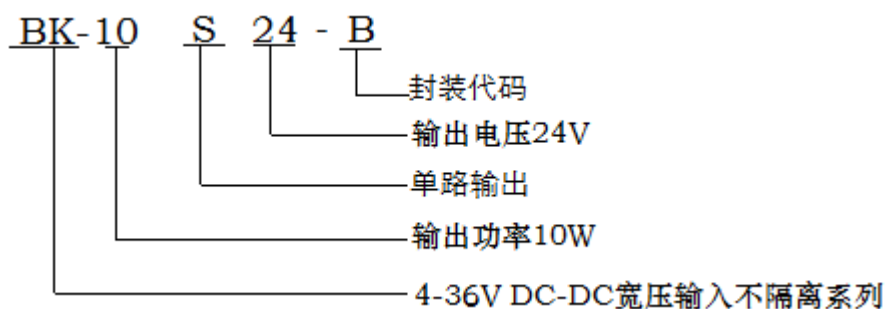 BK-10 S 24 - B
封装代码
输出电压24V
单路输出
输出功率10W
4-36V DC-DC宽压输入不隔离系列